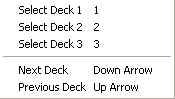 Select Deck 1 1
Select Deck 2 2
Select Deck 3 3
Next Deck Down Arrow
Previous Deck Up Arrow